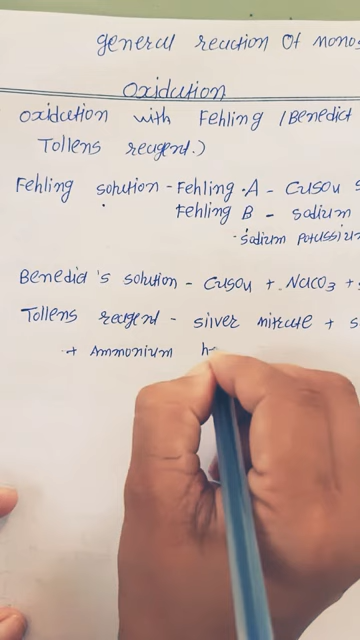 general reaction of monos
Oxidation
Oxidation with Fehling / Benedict
Tollens reagent.)
Fehling solution - Fehling A - CuSO4 s
Fehling B - sodium
sodium potassium
Benedict's solution - CuSO4 + NaCO3 +
Tollens reagent - silver nitrate + s
+ Ammonium h